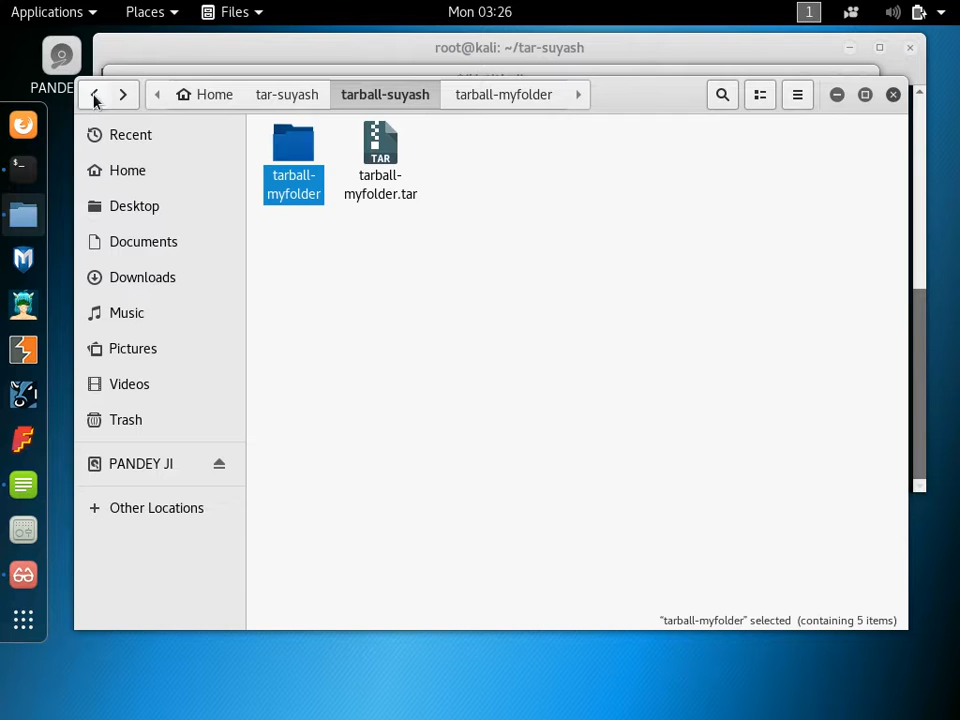 Applications Places Files Mon 03:26 1
root@kali: ~/tar-suyash
PANDE
Home tar-suyash tarball-suyash tarball-myfolder
Recent
Home
Desktop
Documents
Downloads
Music
Pictures
Videos
Trash
PANDEY JI
Other Locations
tarball-
myfolder
TAR
tarball-
myfolder.tar
"tarball-myfolder" selected (containing 5 items)